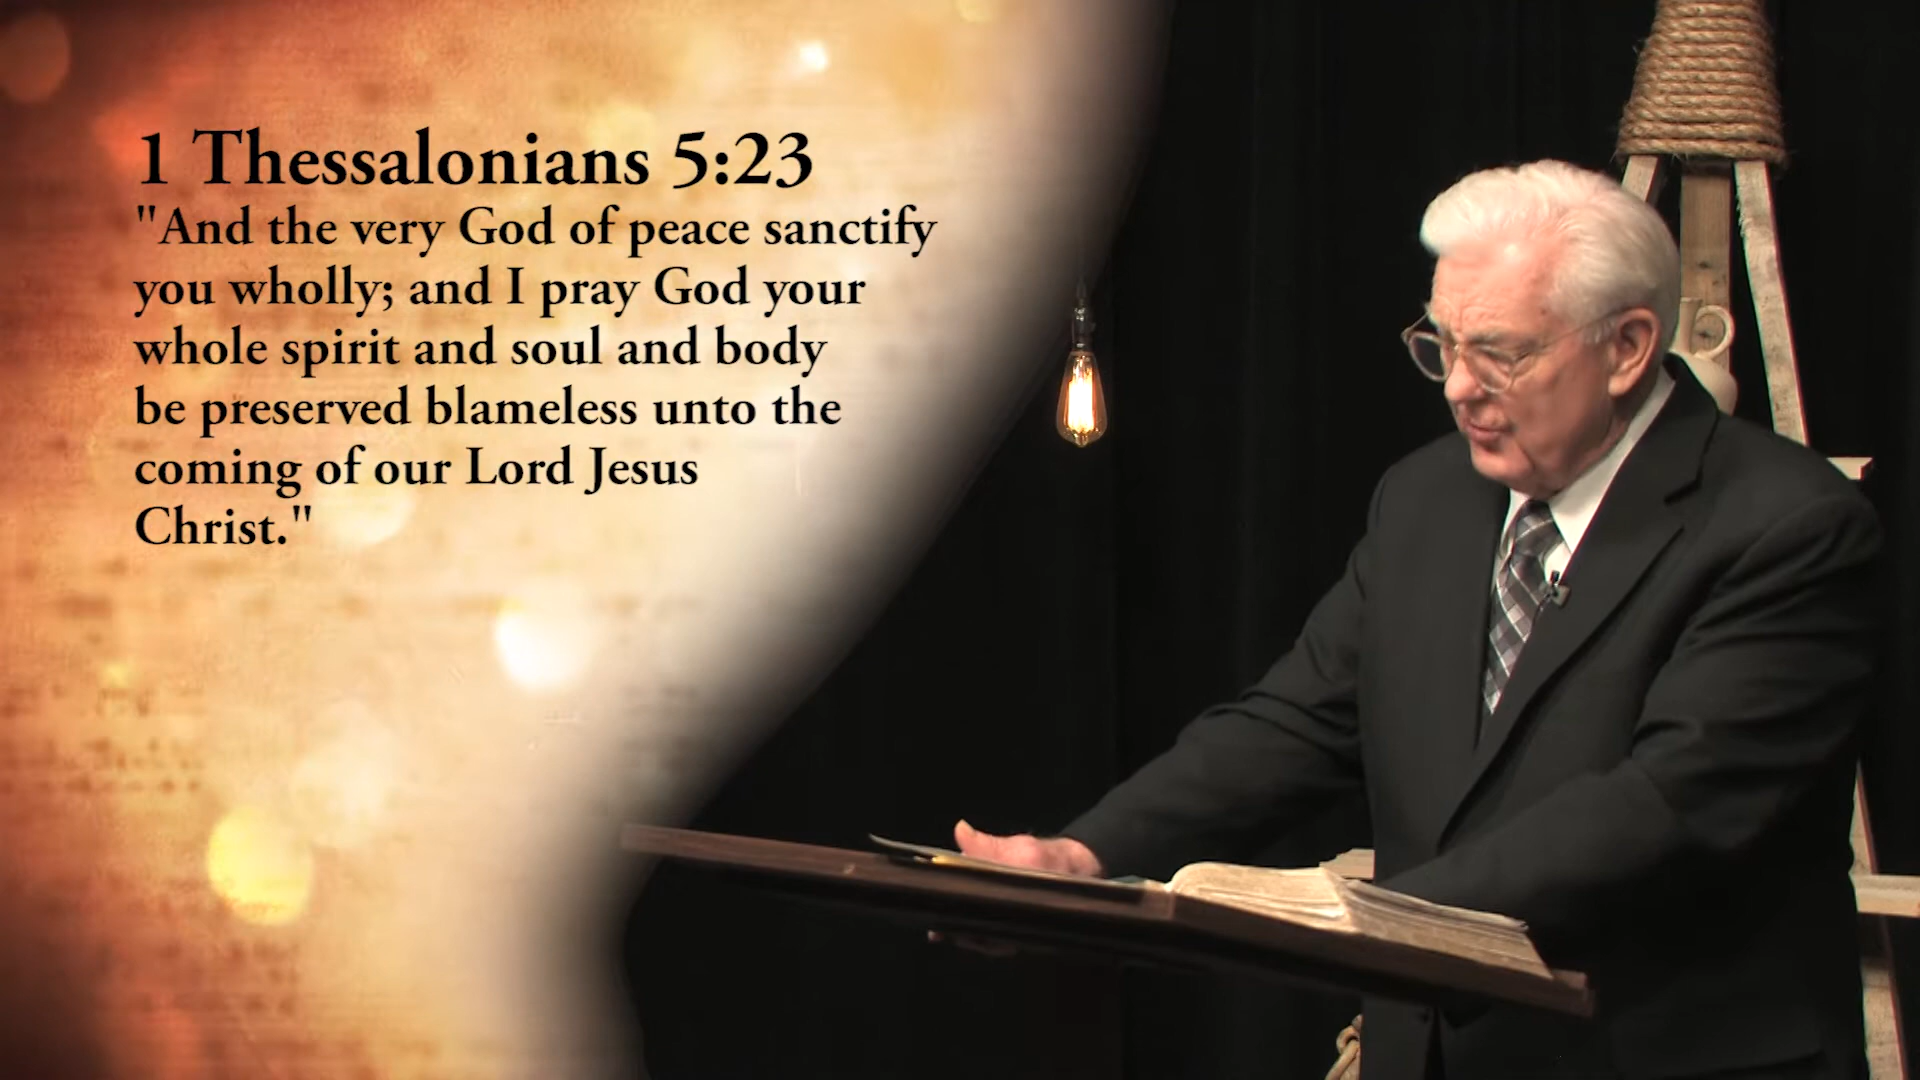 1 Thessalonians 5:23
"And the very God of peace sanctify
you wholly; and I pray God your
whole spirit and soul and body
be preserved blameless unto the
coming of our Lord Jesus
Christ."